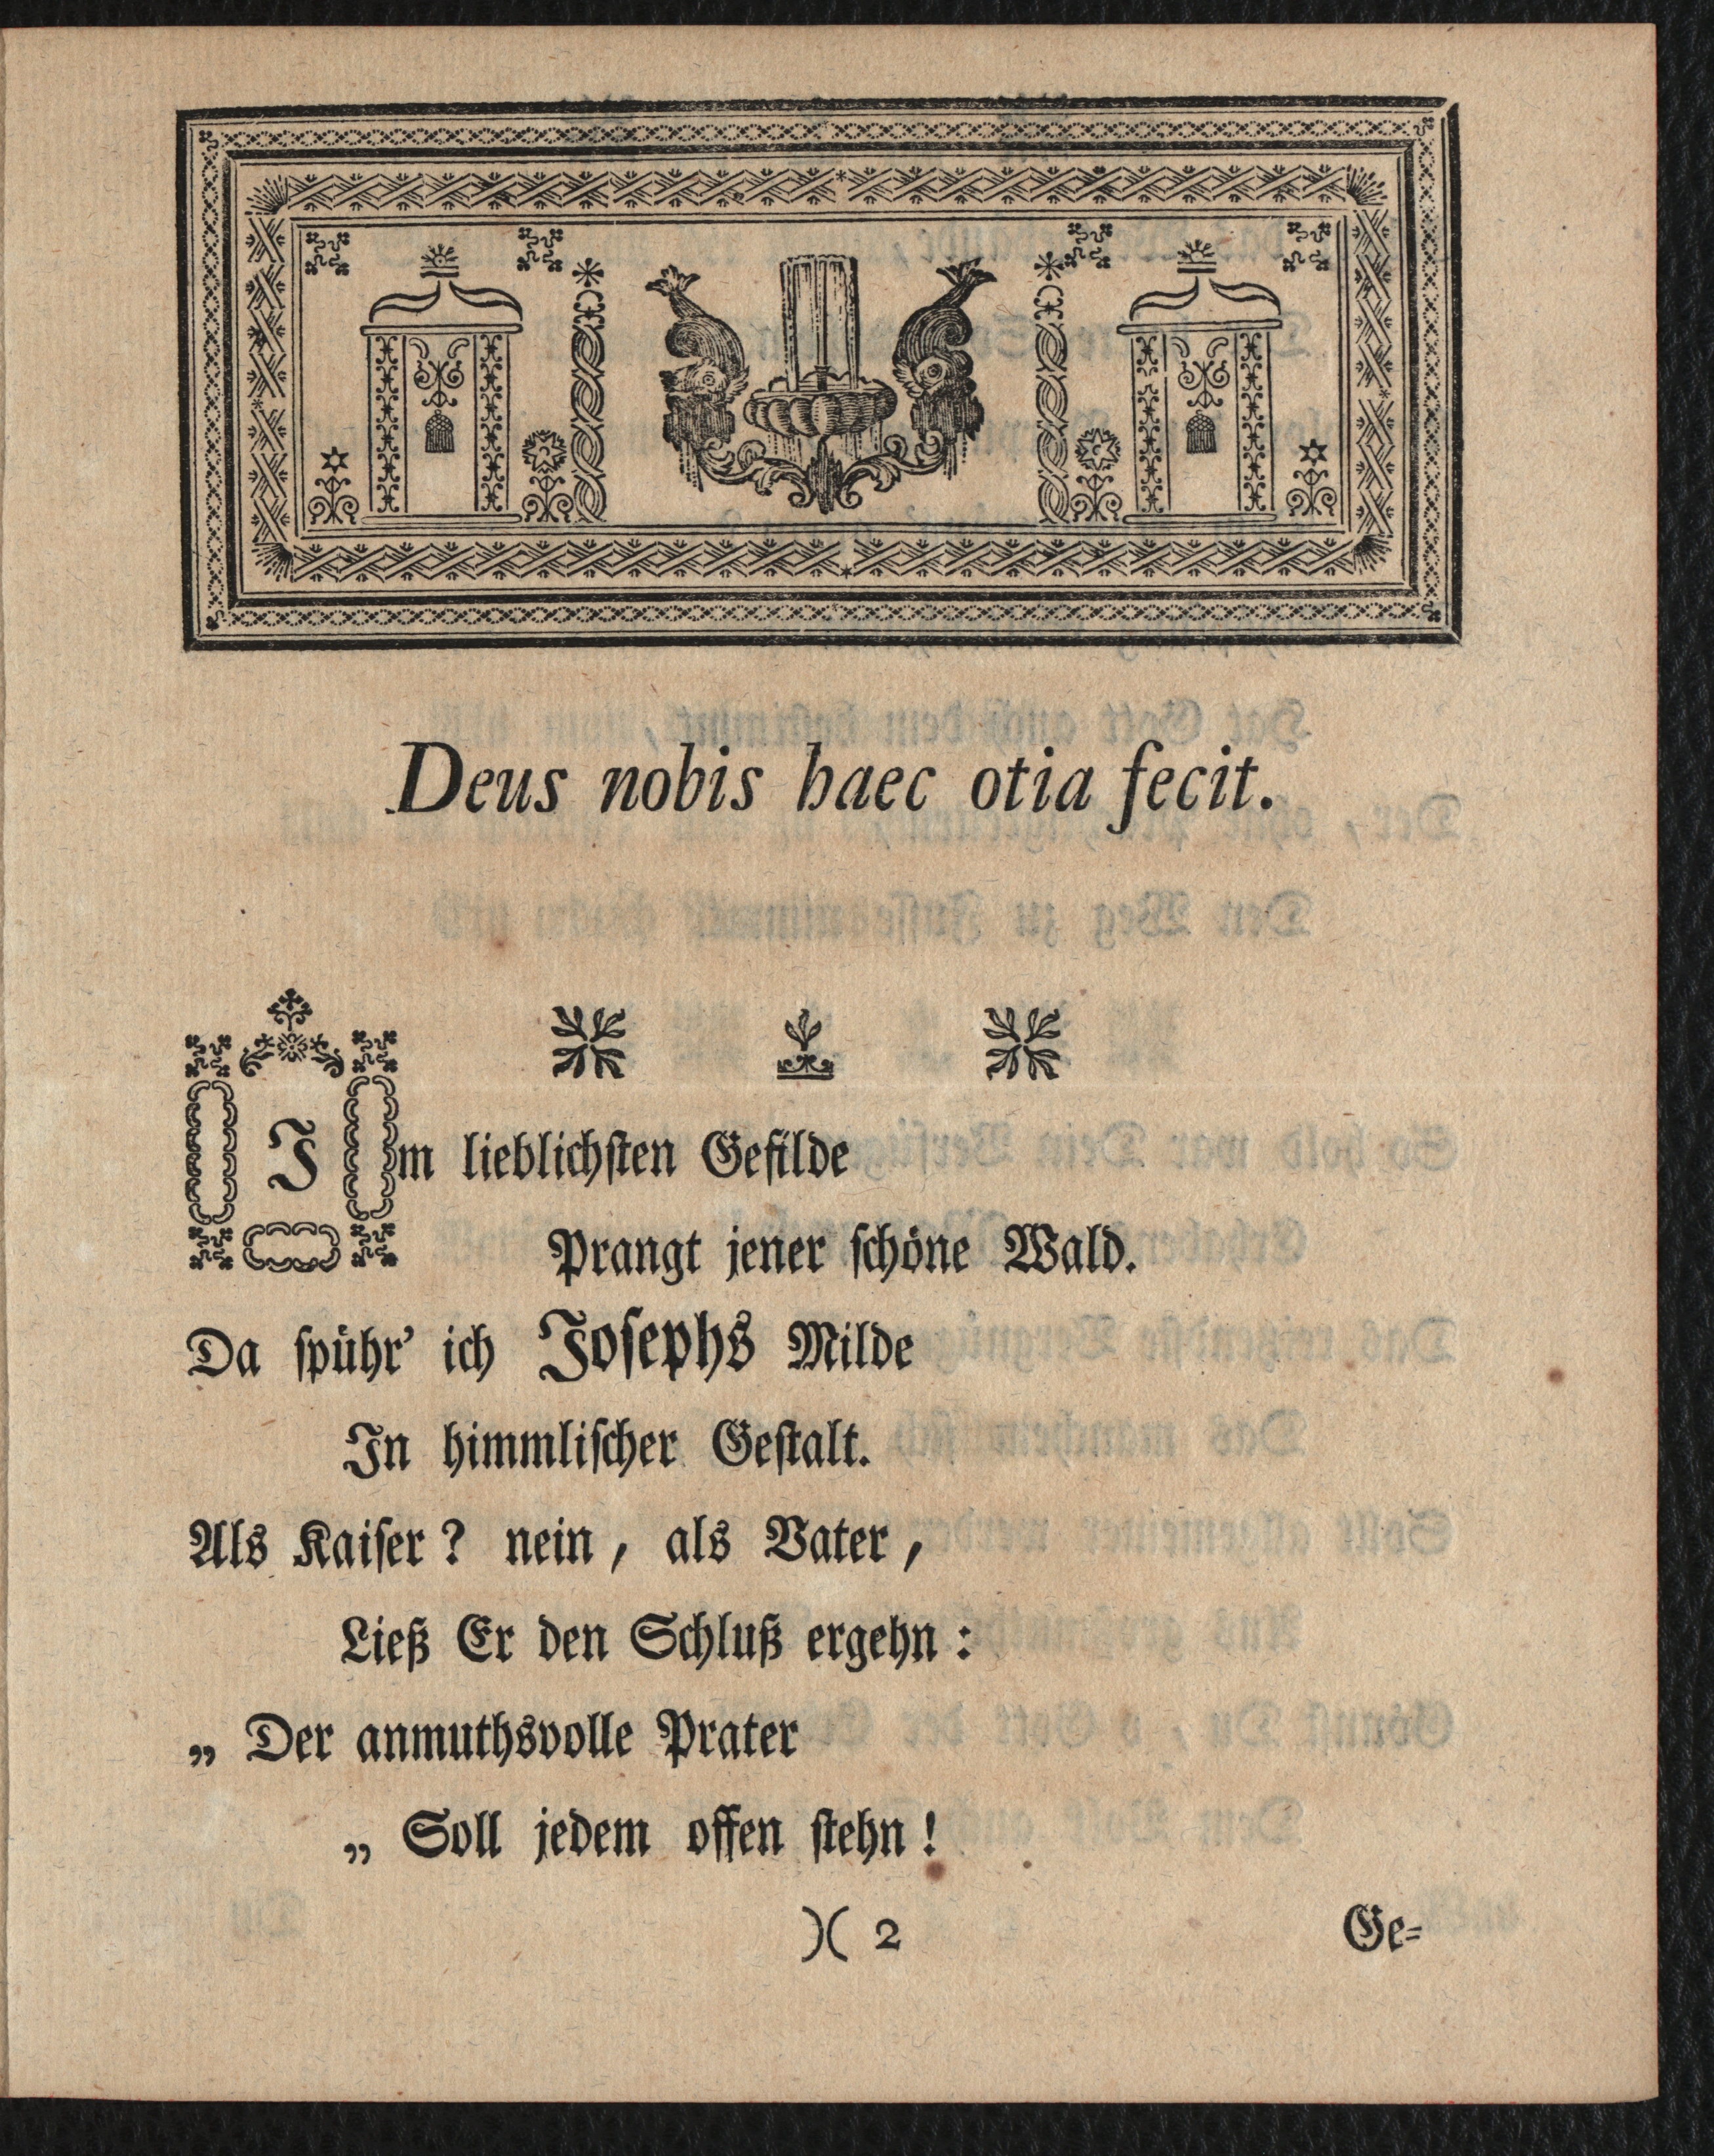 Deus nobis haec otia fecit.
Im lieblichſten Gefilde
Prangt jener ſchöne Wald.
Da ſpühr’ ich Joſephs Milde
In himmliſcher Geſtalt.
Als Kaiſer? nein, als Vater,
Ließ Er den Schluß ergehn:
„ Der anmuthsvolle Prater
„ Soll jedem offen ſtehn!
)( 2 Ge-